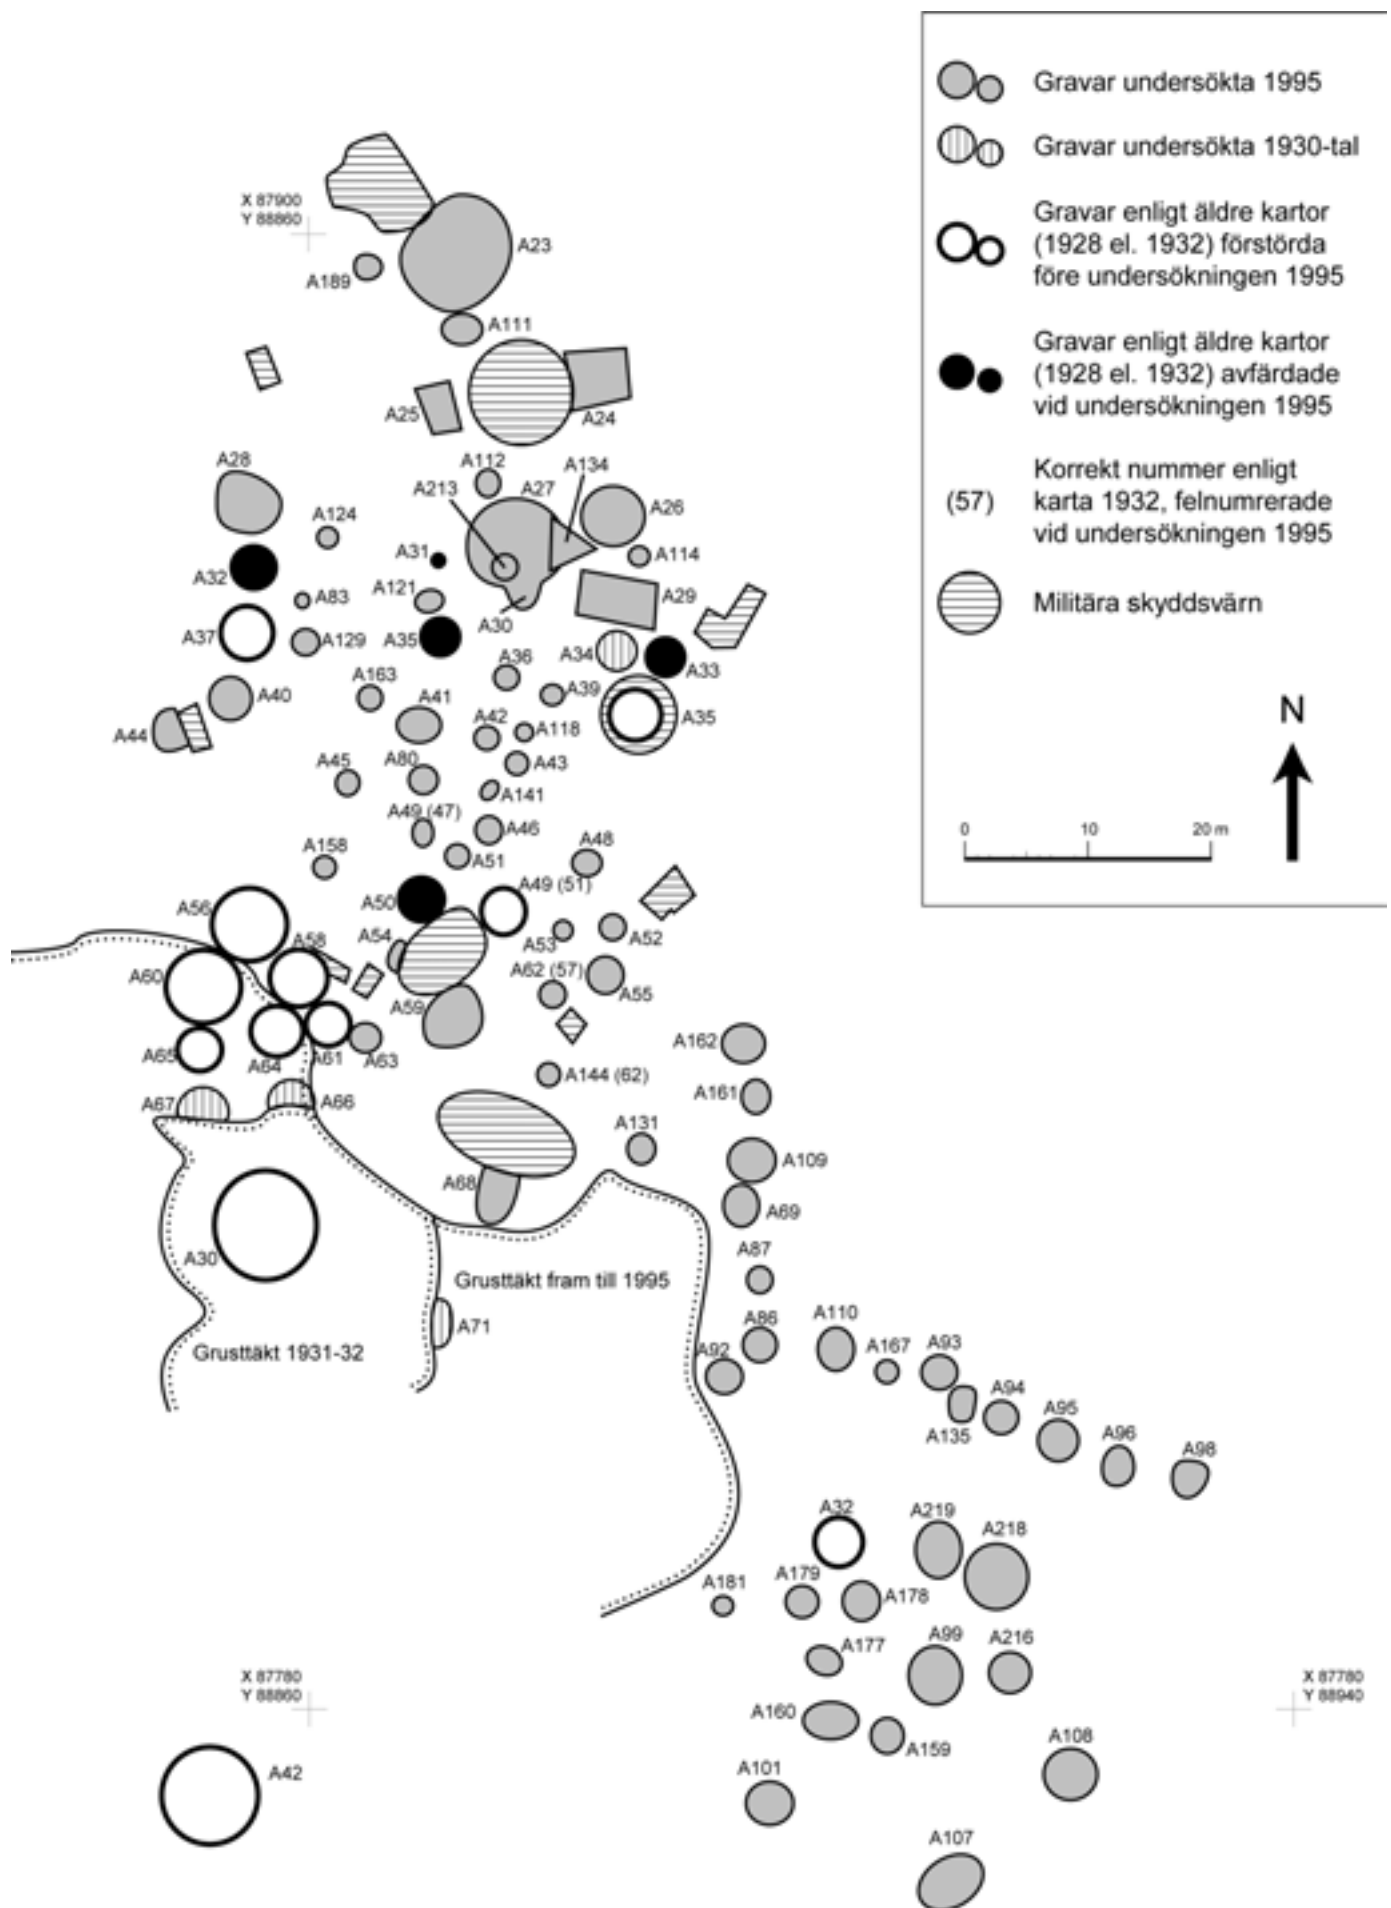 Gravar undersökta 1995
Gravar undersökta 1930-tal
Gravar enligt äldre kartor
(1928 el. 1932) förstörda
före undersökningen 1995
Gravar enligt äldre kartor
(1928 el. 1932) avfärdade
vid undersökningen 1995
(57)
Korrekt nummer enligt
karta 1932, felnumrerade
vid undersökningen 1995
Militära skyddsvärn
N
0 10 20 m
X 87900
Y 88860
A23
A189
A111
A25
A24
A28
A112
A134
A213
A27
A26
A124
A31
A114
A32
A83
A121
A30
A29
A37
A129
A35
A34
A33
A36
A163
A39
A40
A41
A42
A35
A44
A118
A45
A80
A43
A141
A49 (47)
A46
A158
A51
A48
A50
A49 (51)
A56
A58
A54
A53
A52
A60
A62 (57)
A55
A59
A65
A64
A61
A63
A162
A144 (62)
A67
A66
A161
A131
A109
A68
A69
A30
A87
Grusttäkt fram till 1995
A71
A86
A110
A92
A167
A93
Grusttäkt 1931-32
A94
A95
A135
A96
A98
A32
A219
A218
A181
A179
A178
A177
A99
A216
X 87780
Y 88860
X 87780
Y 88940
A160
A159
A108
A42
A101
A107